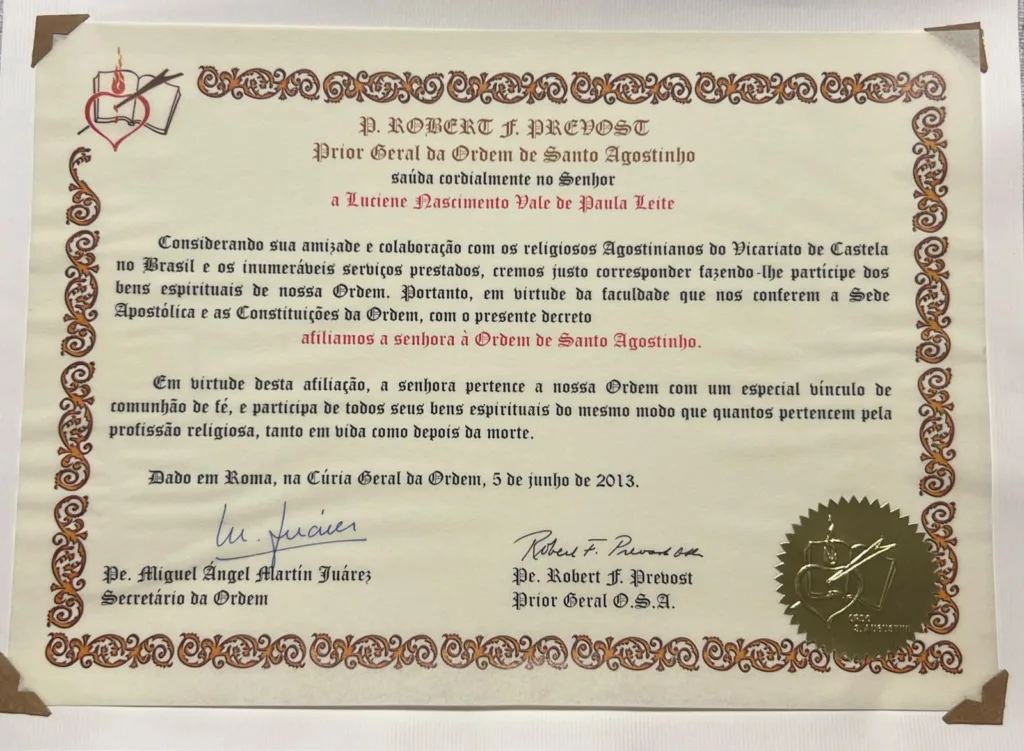 P. ROBERT F. PREVOST
Prior Geral da Ordem de Santo Agostinho
saúda cordialmente no Senhor
a Luciene Nascimento Vale de Paula Leite
Considerando sua amizade e colaboração com os religiosos Agostinianos do Vicariato de Castela
no Brasil e os inumeráveis serviços prestados, cremos justo corresponder fazendo-lhe partícipe dos
bens espirituais de nossa Ordem. Portanto, em virtude da faculdade que nos conferem a Sede
Apostólica e as Constituições da Ordem, com o presente decreto
afiliamos a senhora à Ordem de Santo Agostinho.
Em virtude desta afiliação, a senhora pertence a nossa Ordem com um especial vínculo de
comunhão de fé, e participa de todos seus bens espirituais do mesmo modo que quantos pertencem pela
profissão religiosa, tanto em vida como depois da morte.
Dado em Roma, na Cúria Geral da Ordem, 5 de junho de 2013.
M. Juárez
Robert F. Prevost OSA
Pe. Miguel Ángel Martín Juárez
Pe. Robert F. Prevost
Secretário da Ordem
Prior Geral O.S.A.